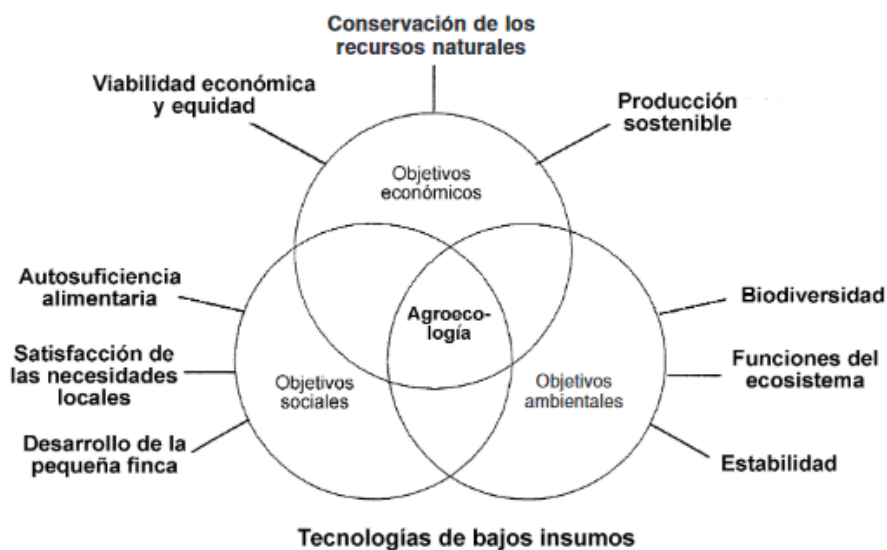 Conservación de los
recursos naturales
Viabilidad económica
y equidad
Producción
sostenible
Objetivos
económicos
Autosuficiencia
alimentaria
Agroeco-
logía
Biodiversidad
Satisfacción de
las necesidades
locales
Objetivos
sociales
Objetivos
ambientales
Funciones del
ecosistema
Desarrollo de la
pequeña finca
Estabilidad
Tecnologías de bajos insumos